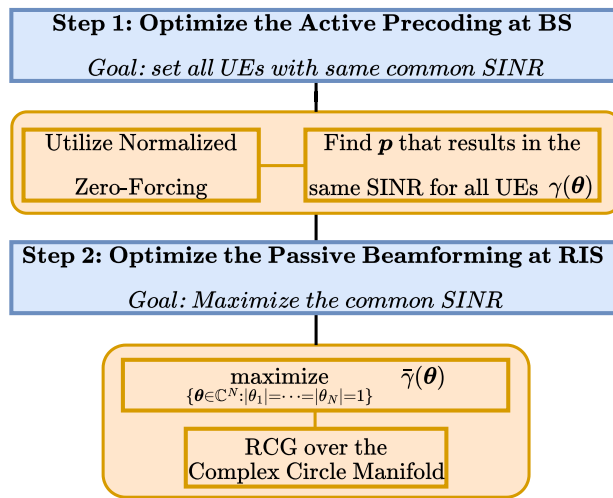 Step 1: Optimize the Active Precoding at BS
Goal: set all UEs with same common SINR
Utilize Normalized
Zero-Forcing
Find p that results in the
same SINR for all UEs γ(θ)
Step 2: Optimize the Passive Beamforming at RIS
Goal: Maximize the common SINR
maximize γ̄(θ)
{θ∈ℂᴺ:|θ₁|=⋯=|θ_N|=1}
RCG over the
Complex Circle Manifold